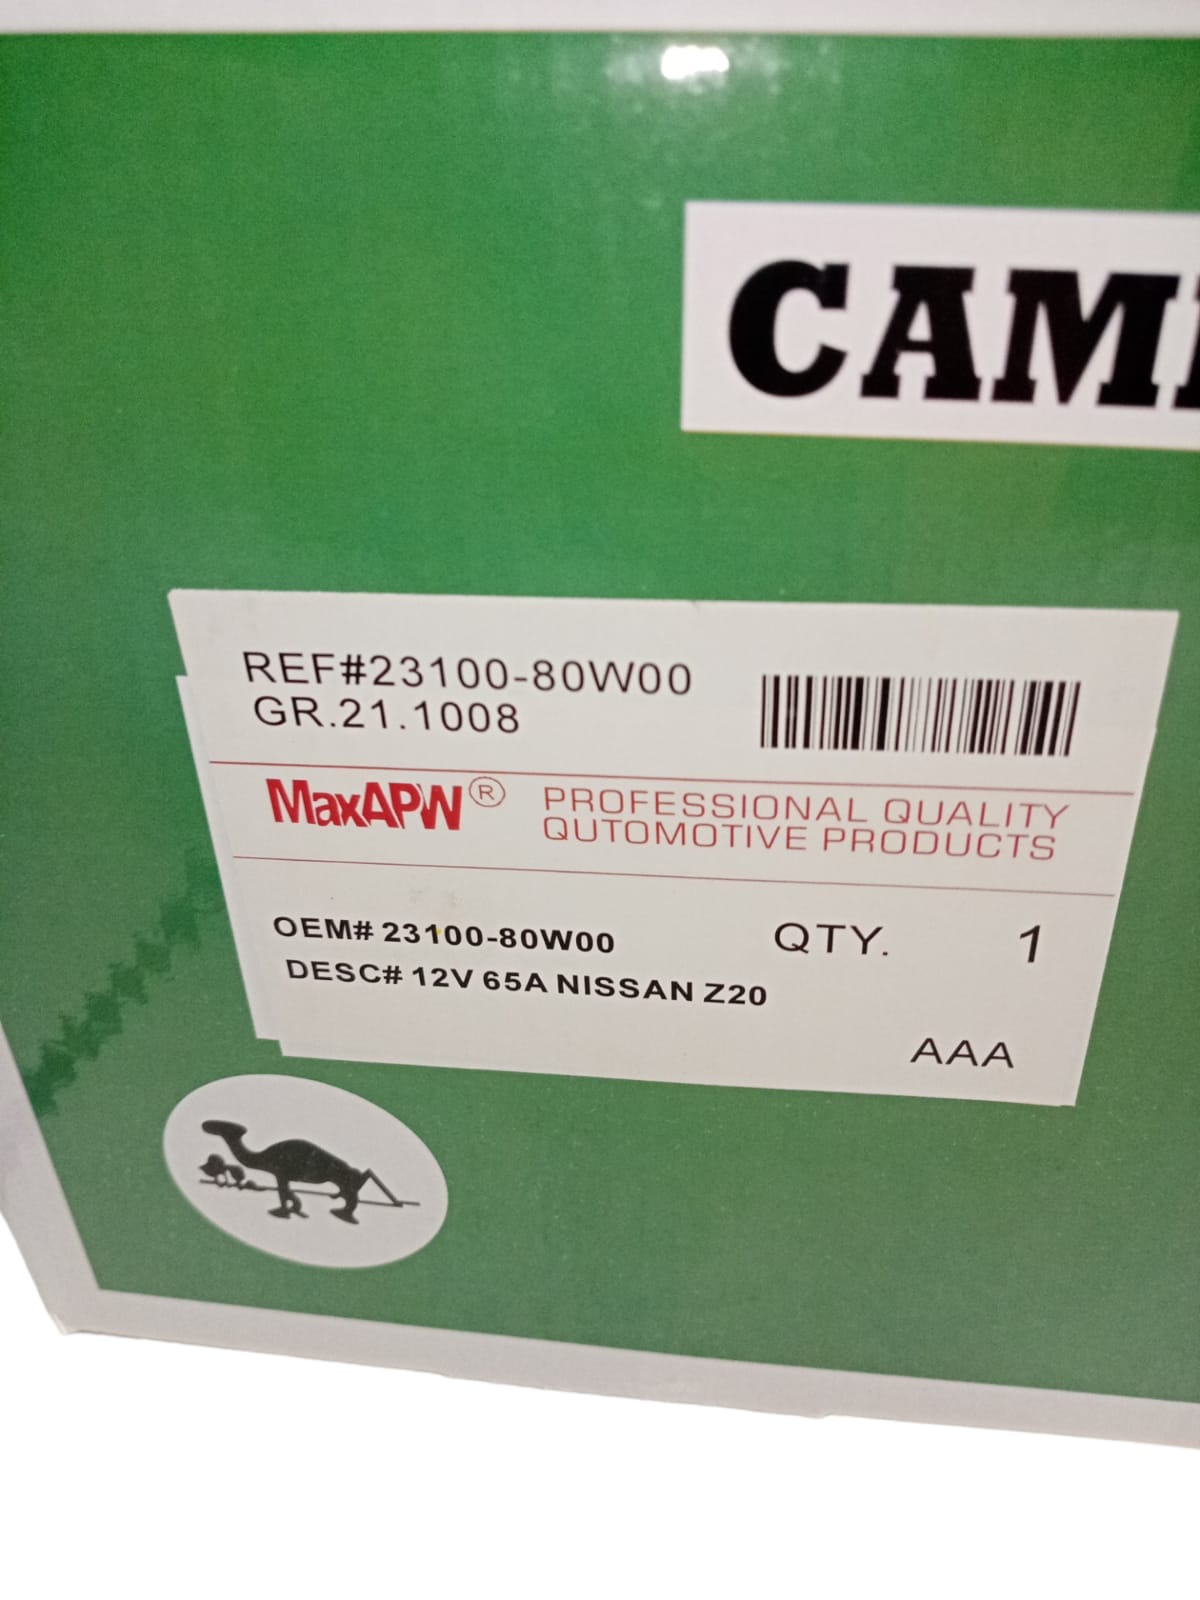 CAM
REF#23100-80W00
GR.21.1008
MaxAPW®
PROFESSIONAL QUALITY
QUTOMOTIVE PRODUCTS
OEM# 23100-80W00
QTY. 1
DESC# 12V 65A NISSAN Z20
AAA